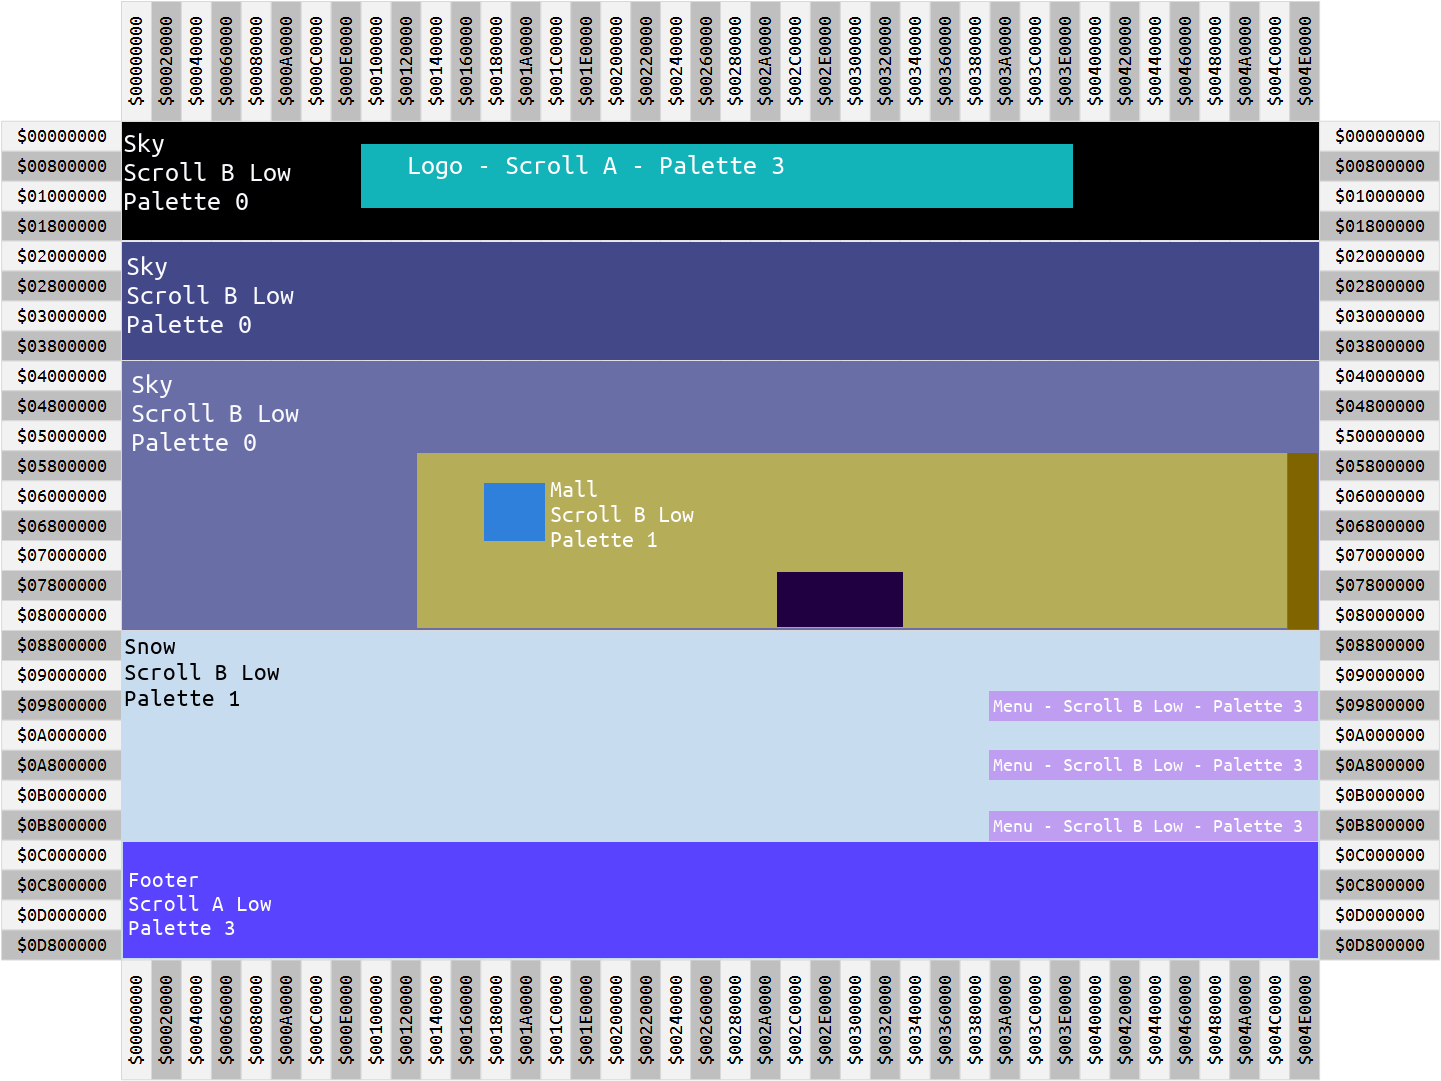 $00000000 $00020000 $00040000 $00060000 $00080000 $000A0000 $000C0000 $000E0000 $00100000 $00120000 $00140000 $00160000 $00180000 $001A0000 $001C0000 $001E0000 $00200000 $00220000 $00240000 $00260000 $00280000 $002A0000 $002C0000 $002E0000 $00300000 $00320000 $00340000 $00360000 $00380000 $003A0000 $003C0000 $003E0000 $00400000 $00420000 $00440000 $00460000 $00480000 $004A0000 $004C0000 $004E0000
$00000000
$00800000
$01000000
$01800000
$02000000
$02800000
$03000000
$03800000
$04000000
$04800000
$05000000
$05800000
$06000000
$06800000
$07000000
$07800000
$08000000
$08800000
$09000000
$09800000
$0A000000
$0A800000
$0B000000
$0B800000
$0C000000
$0C800000
$0D000000
$0D800000
Sky
Scroll B Low
Palette 0
Logo - Scroll A - Palette 3
Sky
Scroll B Low
Palette 0
Sky
Scroll B Low
Palette 0
Mall
Scroll B Low
Palette 1
Snow
Scroll B Low
Palette 1
Menu - Scroll B Low - Palette 3
Menu - Scroll B Low - Palette 3
Menu - Scroll B Low - Palette 3
Footer
Scroll A Low
Palette 3
$00000000
$00800000
$01000000
$01800000
$02000000
$02800000
$03000000
$03800000
$04000000
$04800000
$50000000
$05800000
$06000000
$06800000
$07000000
$07800000
$08000000
$08800000
$09000000
$09800000
$0A000000
$0A800000
$0B000000
$0B800000
$0C000000
$0C800000
$0D000000
$0D800000
$00000000 $00020000 $00040000 $00060000 $00080000 $000A0000 $000C0000 $000E0000 $00100000 $00120000 $00140000 $00160000 $00180000 $001A0000 $001C0000 $001E0000 $00200000 $00220000 $00240000 $00260000 $00280000 $002A0000 $002C0000 $002E0000 $00300000 $00320000 $00340000 $00360000 $00380000 $003A0000 $003C0000 $003E0000 $00400000 $00420000 $00440000 $00460000 $00480000 $004A0000 $004C0000 $004E0000